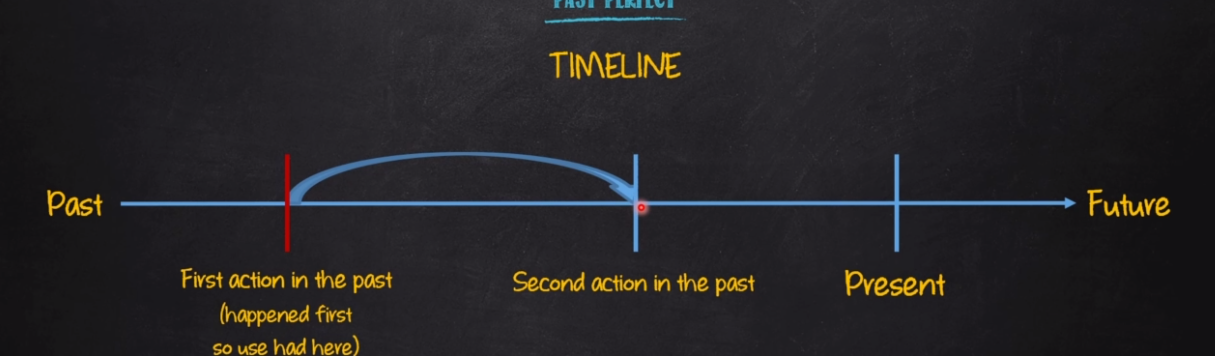 PAST PERFECT
TIMELINE
Past
Future
First action in the past
(happened first
so use had here)
Second action in the past
Present